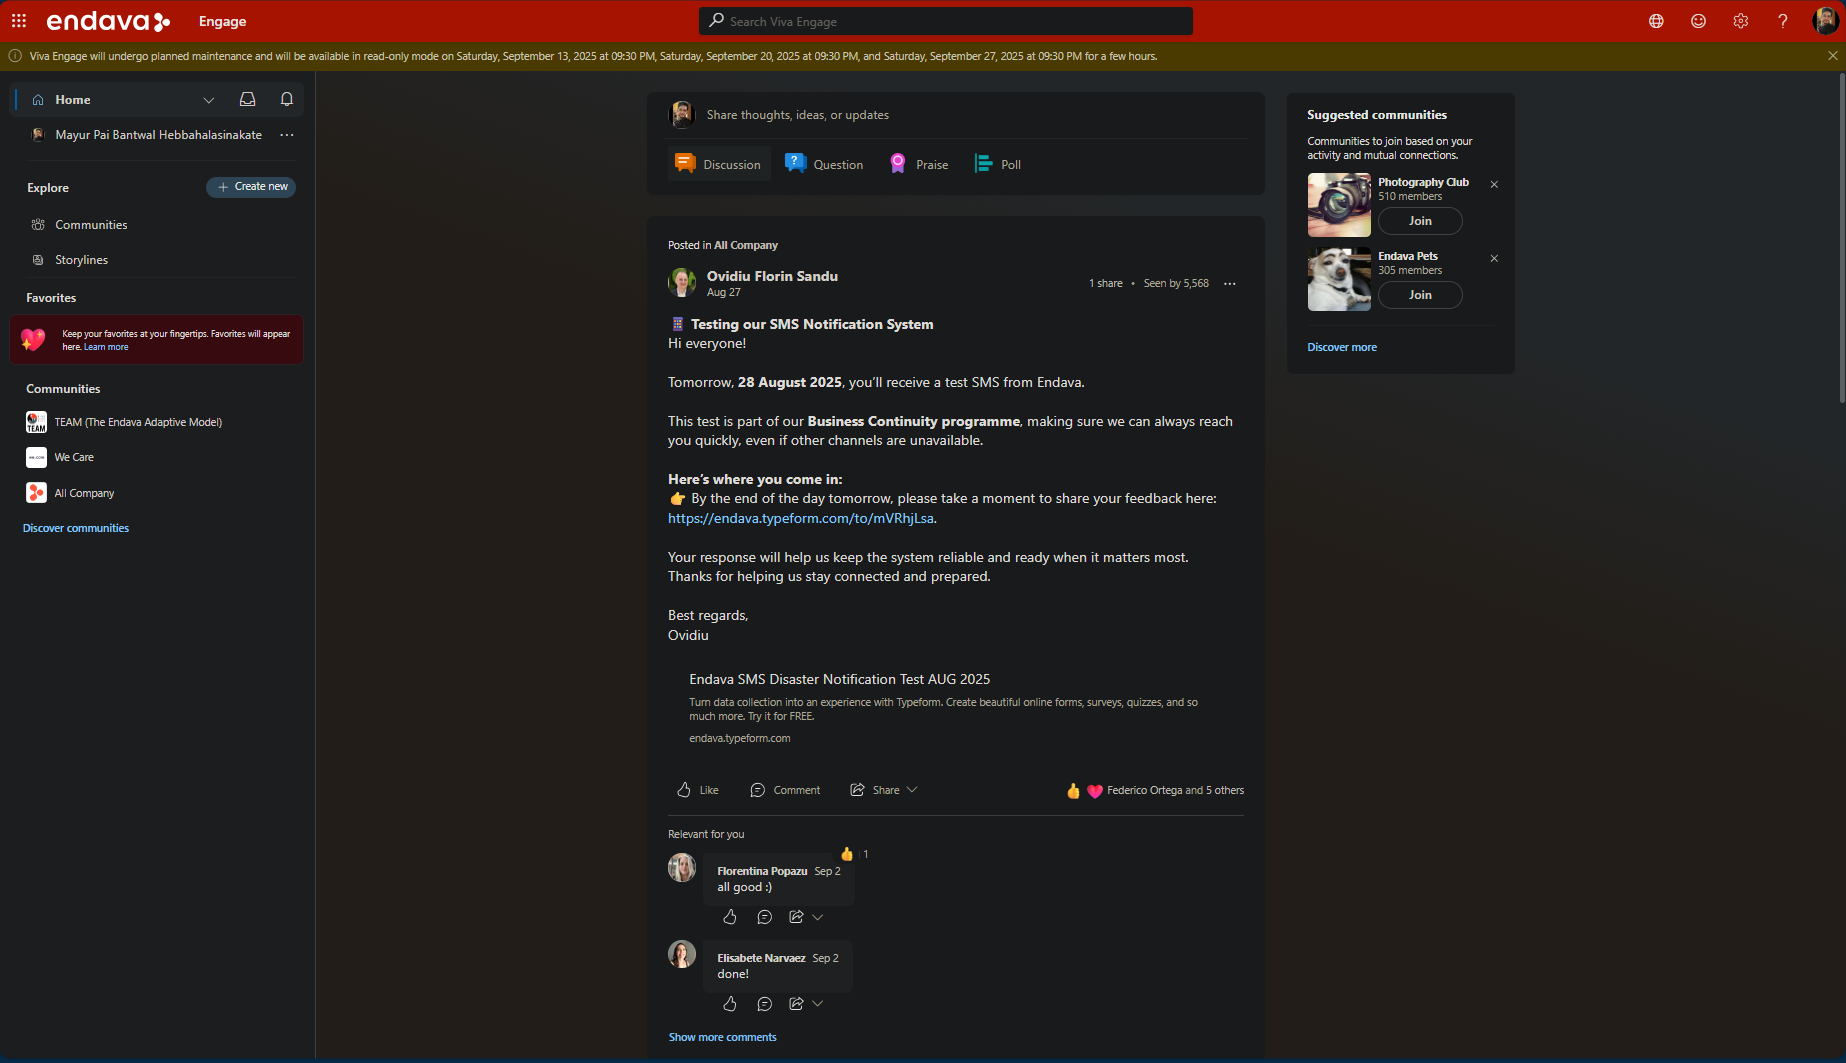 endava
Engage
Search Viva Engage
Viva Engage will undergo planned maintenance and will be available in read-only mode on Saturday, September 13, 2025 at 09:30 PM, Saturday, September 20, 2025 at 09:30 PM, and Saturday, September 27, 2025 at 09:30 PM for a few hours.
Home
Mayur Pai Bantwal Hebbahalasinakate
Explore
Create new
Communities
Storylines
Favorites
Keep your favorites at your fingertips. Favorites will appear
here. Learn more
Communities
TEAM
TEAM (The Endava Adaptive Model)
We Care
All Company
Discover communities
Share thoughts, ideas, or updates
Discussion
Question
Praise
Poll
Posted in All Company
Ovidiu Florin Sandu
Aug 27
1 share • Seen by 5,568
📱 Testing our SMS Notification System
Hi everyone!
Tomorrow, 28 August 2025, you’ll receive a test SMS from Endava.
This test is part of our Business Continuity programme, making sure we can always reach
you quickly, even if other channels are unavailable.
Here’s where you come in:
👉 By the end of the day tomorrow, please take a moment to share your feedback here:
https://endava.typeform.com/to/mVRhjLsa.
Your response will help us keep the system reliable and ready when it matters most.
Thanks for helping us stay connected and prepared.
Best regards,
Ovidiu
Endava SMS Disaster Notification Test AUG 2025
Turn data collection into an experience with Typeform. Create beautiful online forms, surveys, quizzes, and so
much more. Try it for FREE.
endava.typeform.com
Like
Comment
Share
Federico Ortega and 5 others
Relevant for you
1
Florentina Popazu Sep 2
all good :)
Elisabete Narvaez Sep 2
done!
Show more comments
Suggested communities
Communities to join based on your
activity and mutual connections.
Photography Club
510 members
Join
Endava Pets
305 members
Join
Discover more